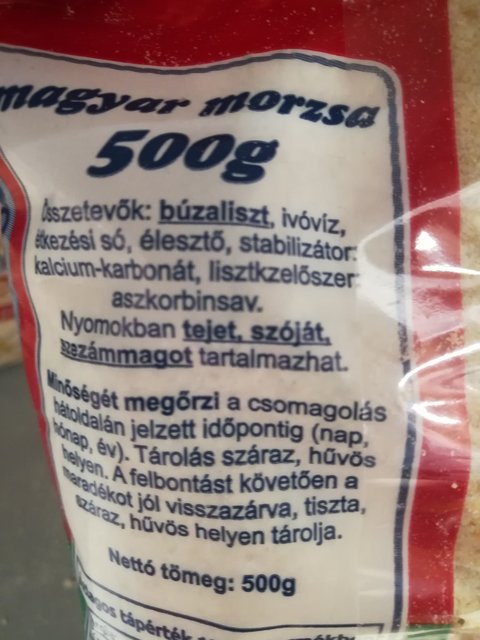 magyar morzsa
500g
Összetevők: búzaliszt, ivóvíz,
étkezési só, élesztő, stabilizátor:
kalcium-karbonát, lisztkezelőszer:
aszkorbinsav.
Nyomokban tejet, szóját,
szezámmagot tartalmazhat.
Minőségét megőrzi a csomagolás
hátoldalán jelzett időpontig (nap,
hónap, év). Tárolás száraz, hűvös
helyen. A felbontást követően a
maradékot jól visszazárva, tiszta,
száraz, hűvös helyen tárolja.
Nettó tömeg: 500g